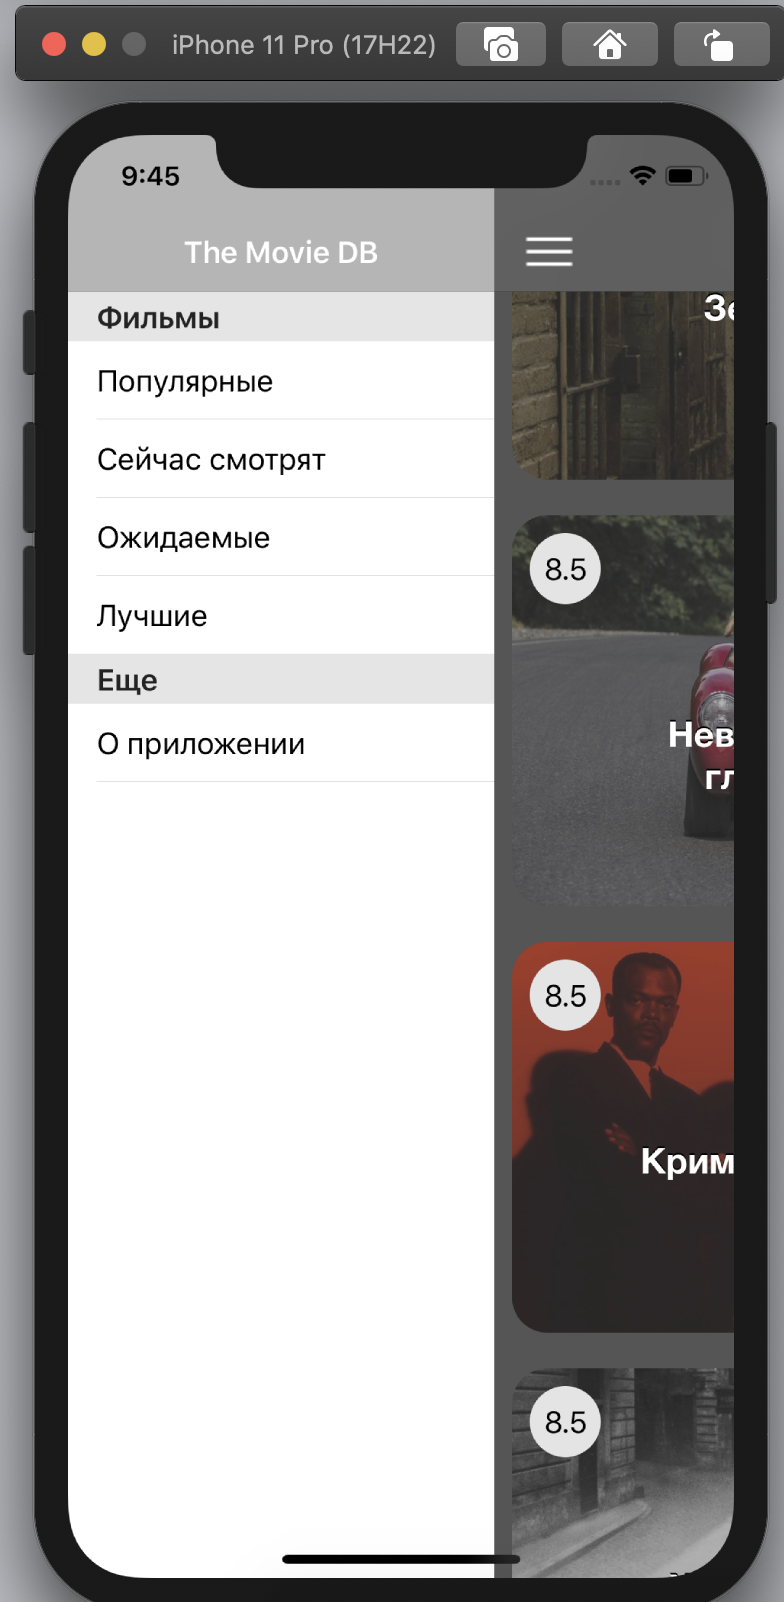 iPhone 11 Pro (17H22)
9:45
The Movie DB
Фильмы
Популярные
Сейчас смотрят
Ожидаемые
Лучшие
Еще
О приложении
Зе
8.5
Нев
гл
8.5
Крим
8.5